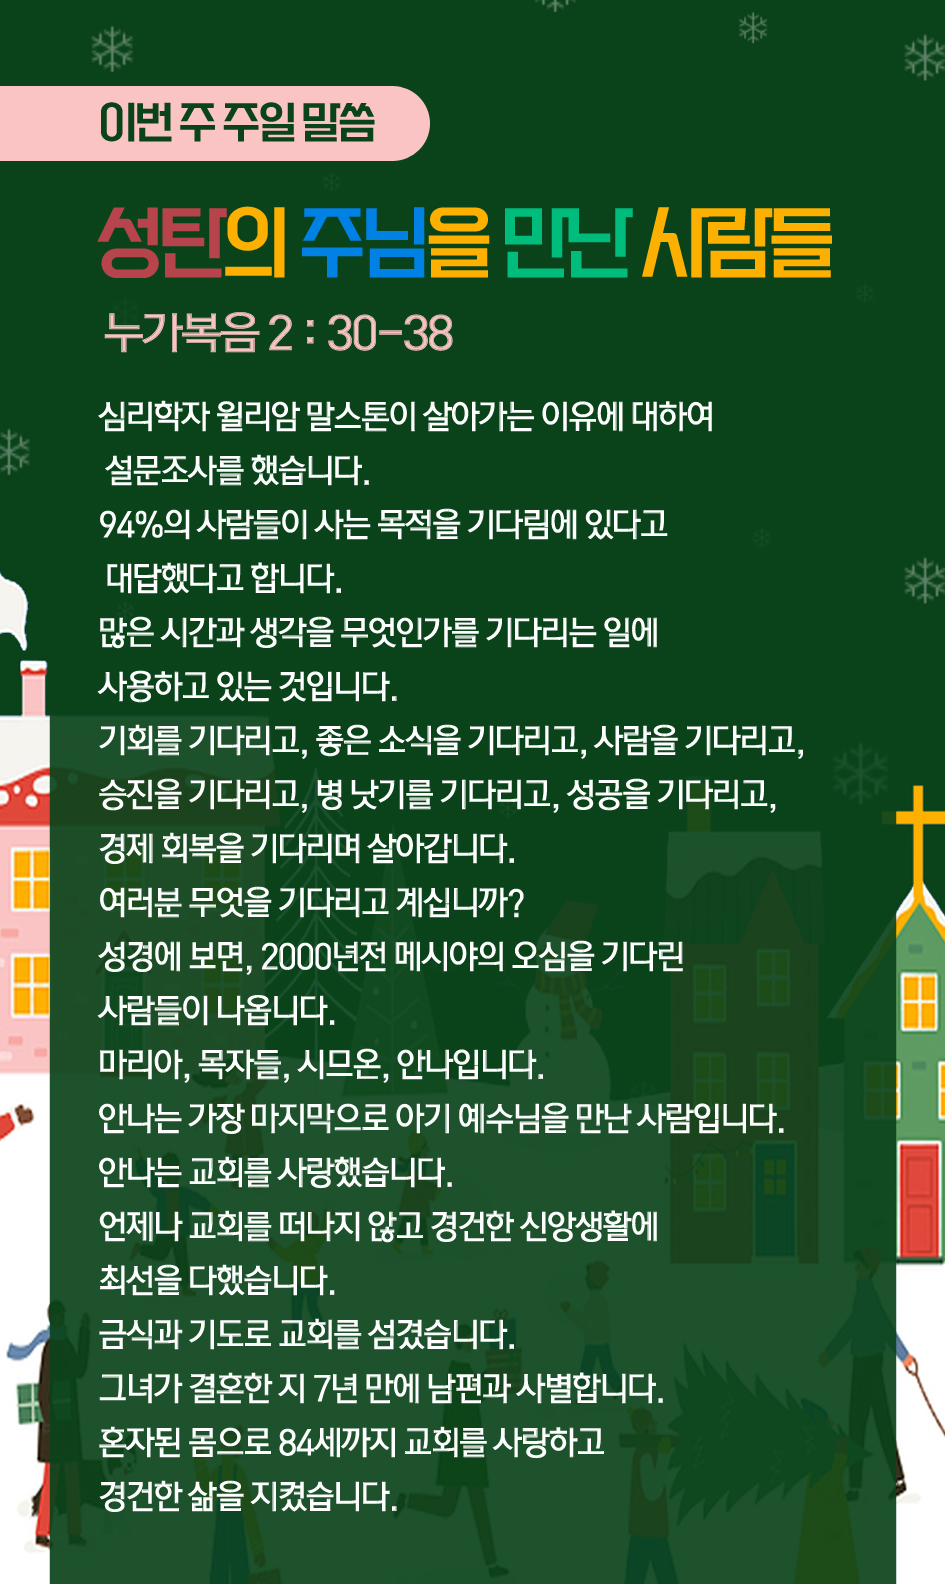 이번 주 주일 말씀
성탄의 주님을 만난 사람들
누가복음 2 : 30-38
심리학자 윌리암 말스톤이 살아가는 이유에 대하여
설문조사를 했습니다.
94%의 사람들이 사는 목적을 기다림에 있다고
대답했다고 합니다.
많은 시간과 생각을 무엇인가를 기다리는 일에
사용하고 있는 것입니다.
기회를 기다리고, 좋은 소식을 기다리고, 사람을 기다리고,
승진을 기다리고, 병 낫기를 기다리고, 성공을 기다리고,
경제 회복을 기다리며 살아갑니다.
여러분 무엇을 기다리고 계십니까?
성경에 보면, 2000년전 메시야의 오심을 기다린
사람들이 나옵니다.
마리아, 목자들, 시므온, 안나입니다.
안나는 가장 마지막으로 아기 예수님을 만난 사람입니다.
안나는 교회를 사랑했습니다.
언제나 교회를 떠나지 않고 경건한 신앙생활에
최선을 다했습니다.
금식과 기도로 교회를 섬겼습니다.
그녀가 결혼한 지 7년 만에 남편과 사별합니다.
혼자된 몸으로 84세까지 교회를 사랑하고
경건한 삶을 지켰습니다.